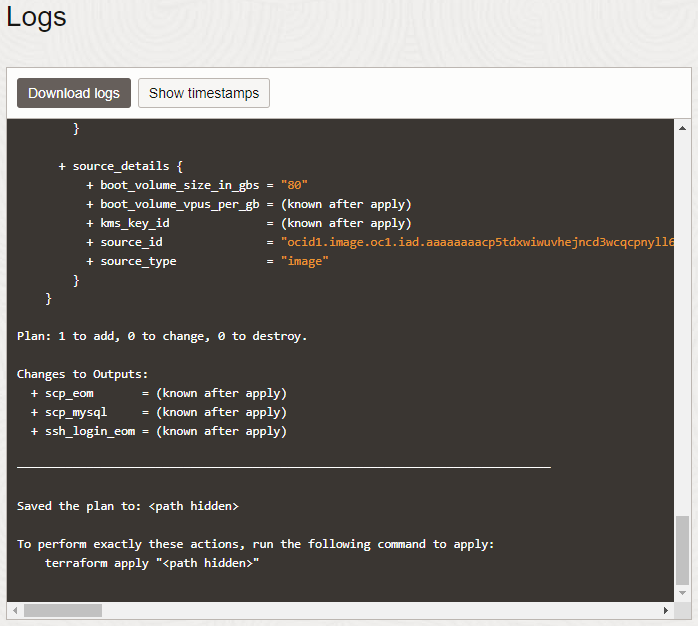 Logs
Download logs Show timestamps
}
+ source_details {
+ boot_volume_size_in_gbs = "80"
+ boot_volume_vpus_per_gb = (known after apply)
+ kms_key_id = (known after apply)
+ source_id = "ocid1.image.oc1.iad.aaaaaaaacp5tdxwiwuvhejncd3wcqcpnyll6
+ source_type = "image"
}
}
Plan: 1 to add, 0 to change, 0 to destroy.
Changes to Outputs:
+ scp_eom = (known after apply)
+ scp_mysql = (known after apply)
+ ssh_login_eom = (known after apply)
Saved the plan to: <path hidden>
To perform exactly these actions, run the following command to apply:
terraform apply "<path hidden>"